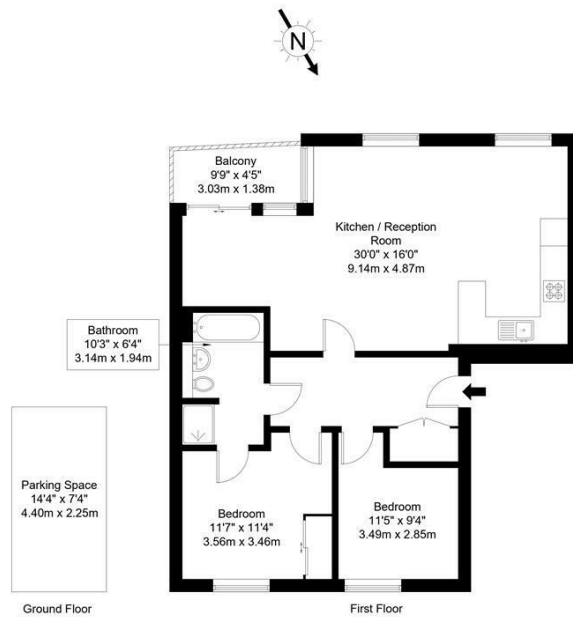 N
Balcony
9'9" x 4'5"
3.03m x 1.38m
Kitchen / Reception
Room
30'0" x 16'0"
9.14m x 4.87m
Bathroom
10'3" x 6'4"
3.14m x 1.94m
Parking Space
14'4" x 7'4"
4.40m x 2.25m
Bedroom
11'7" x 11'4"
3.56m x 3.46m
Bedroom
11'5" x 9'4"
3.49m x 2.85m
Ground Floor
First Floor